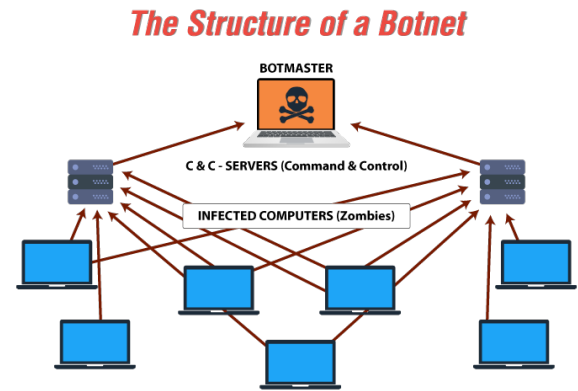 The Structure of a Botnet
BOTMASTER
C & C - SERVERS (Command & Control)
INFECTED COMPUTERS (Zombies)